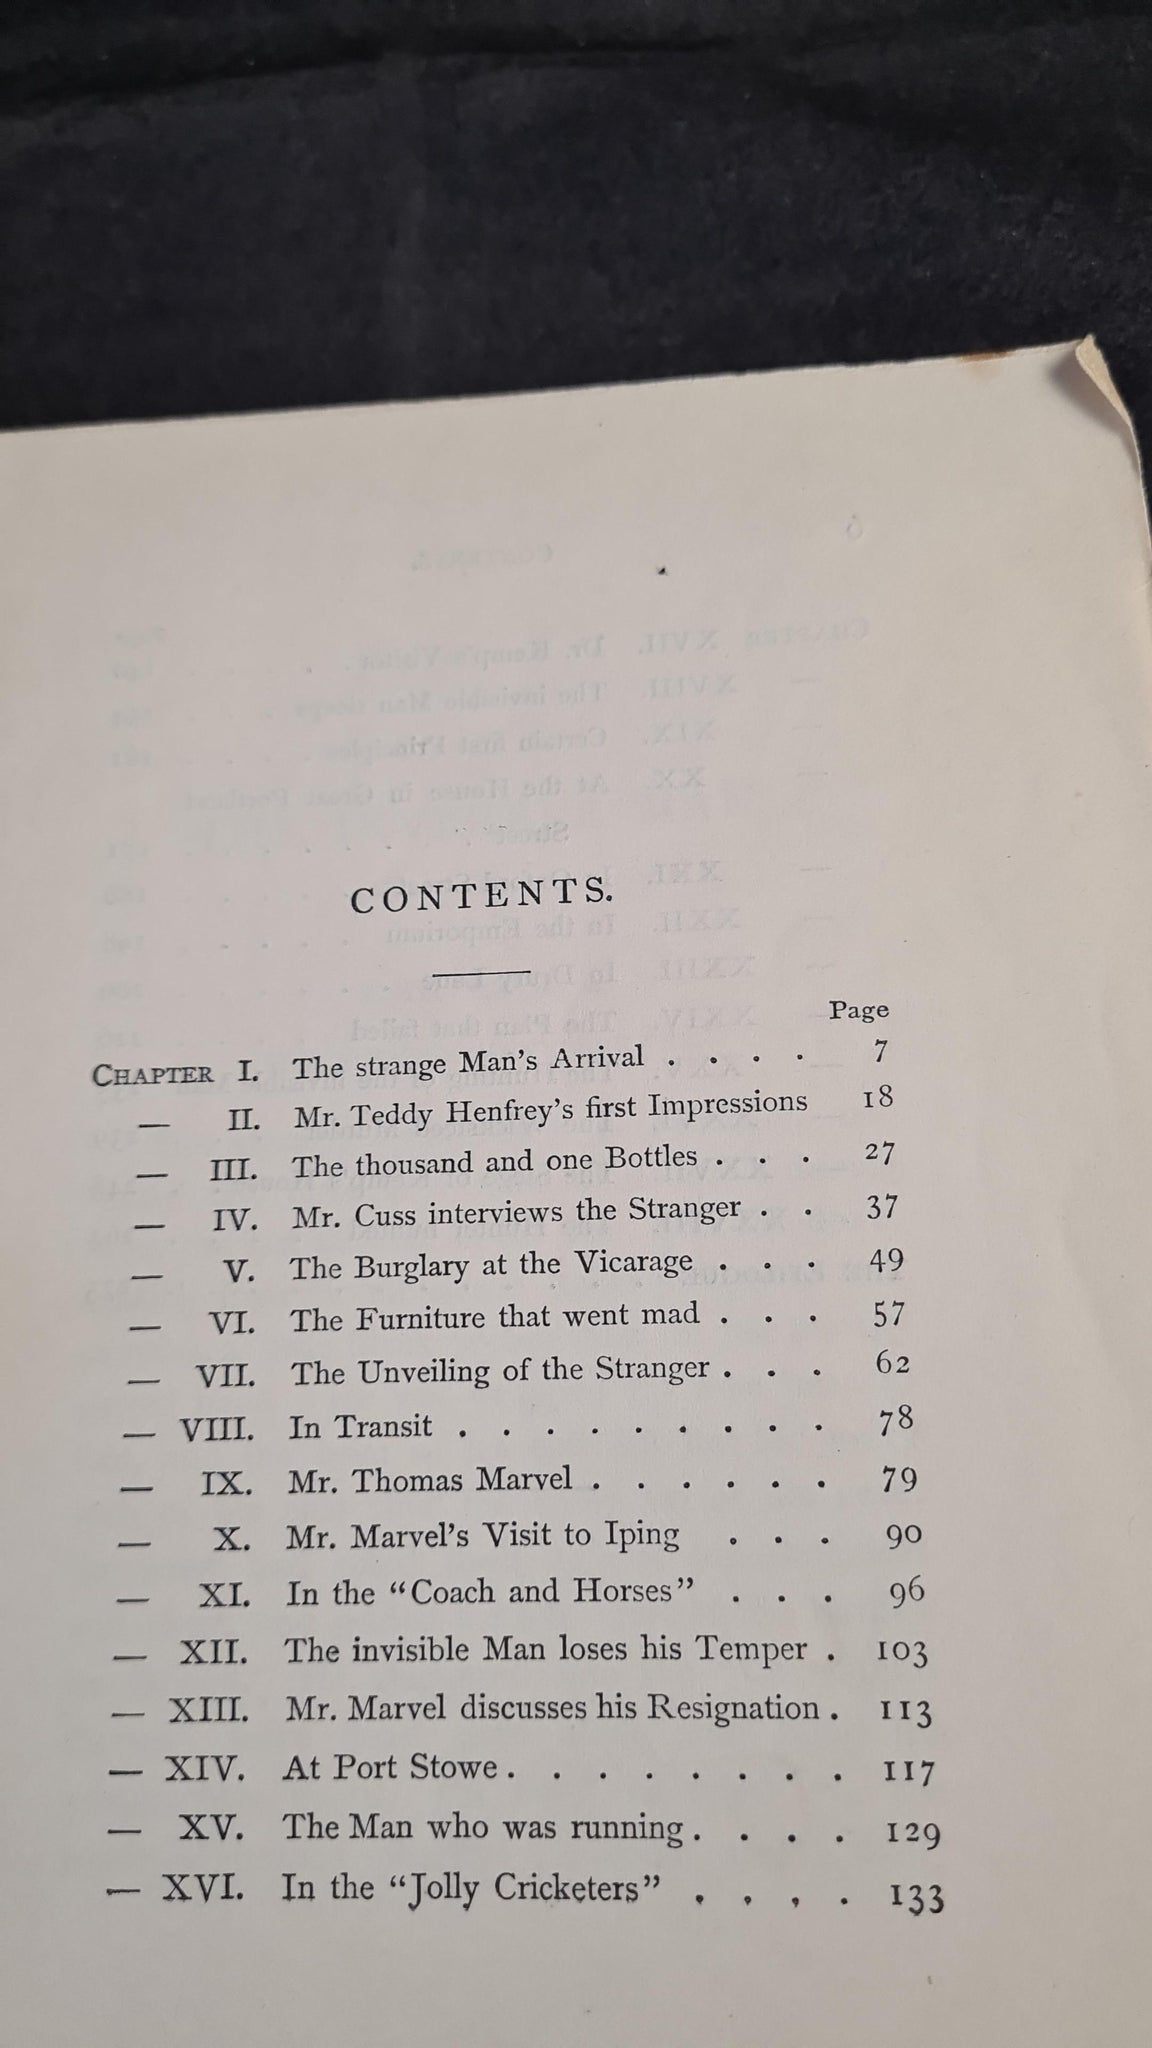 CONTENTS.
Page
CHAPTER I. The strange Man's Arrival . . . . 7
— II. Mr. Teddy Henfrey's first Impressions 18
— III. The thousand and one Bottles . . . 27
— IV. Mr. Cuss interviews the Stranger . . 37
— V. The Burglary at the Vicarage . . . 49
— VI. The Furniture that went mad . . . 57
— VII. The Unveiling of the Stranger . . . 62
— VIII. In Transit . . . . . . . . . 78
— IX. Mr. Thomas Marvel . . . . . . 79
— X. Mr. Marvel's Visit to Iping . . . 90
— XI. In the "Coach and Horses" . . . 96
— XII. The invisible Man loses his Temper . 103
— XIII. Mr. Marvel discusses his Resignation . 113
— XIV. At Port Stowe . . . . . . . . 117
— XV. The Man who was running . . . . 129
— XVI. In the "Jolly Cricketers" . . . . 133